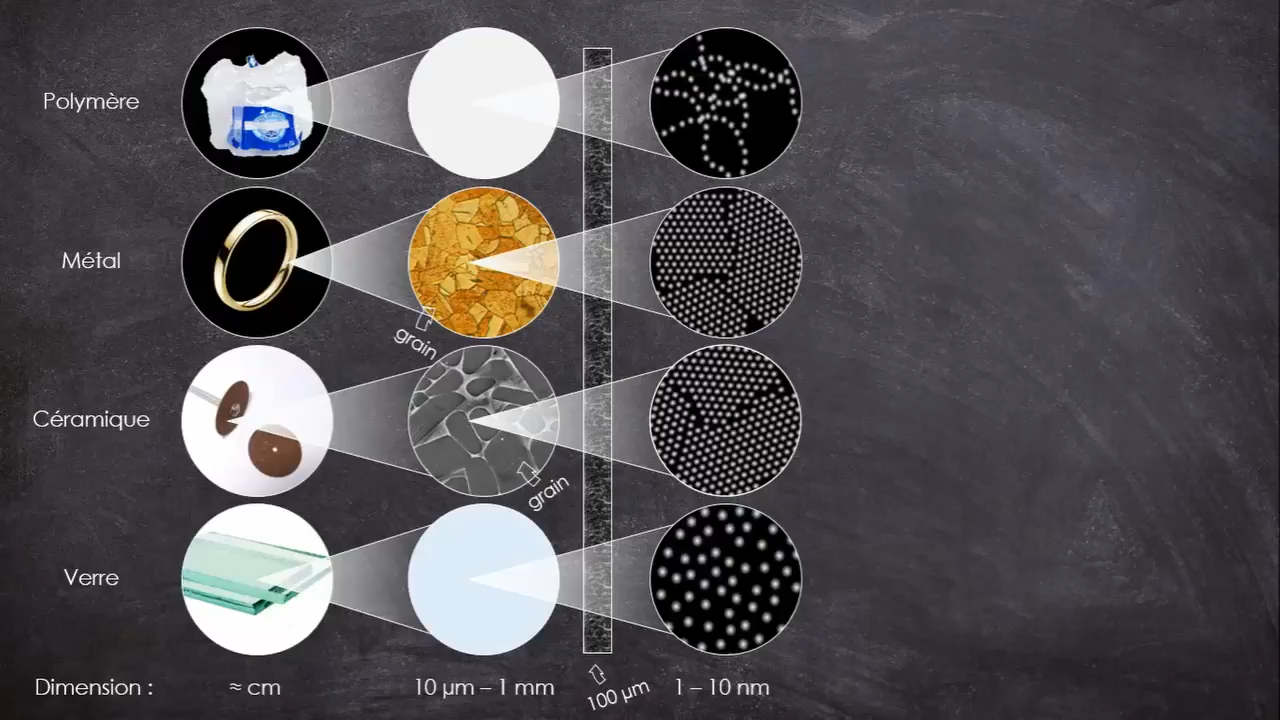 Polymère
Métal
grain
Céramique
grain
Verre
Dimension :
≈ cm
10 µm – 1 mm
100 µm
1 – 10 nm